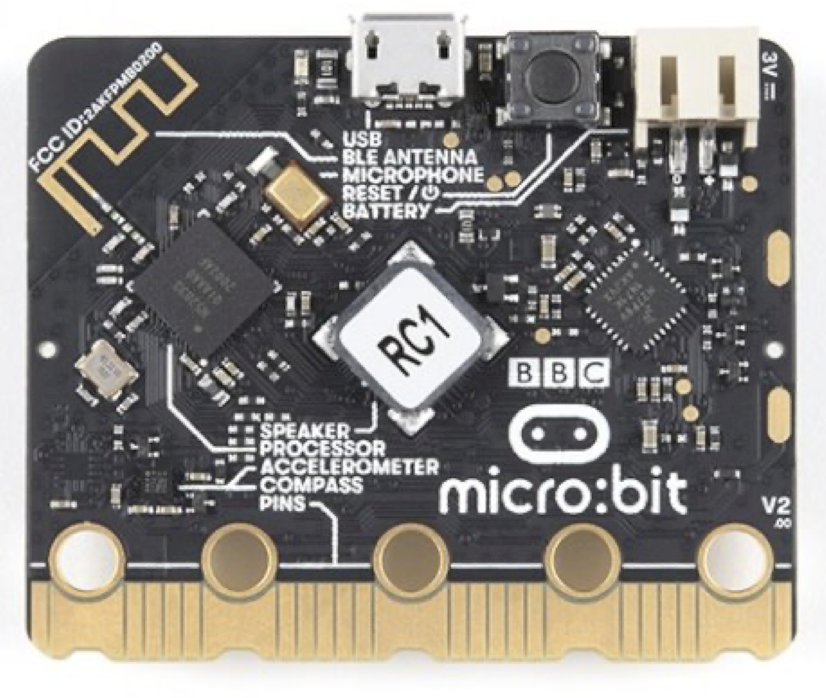 FCC ID:2AKFPMB0200
3V
USB
BLE ANTENNA
MICROPHONE
RESET / ⏻
BATTERY
RC1
BBC
SPEAKER
PROCESSOR
ACCELEROMETER
COMPASS
PINS
micro:bit
V2
.00